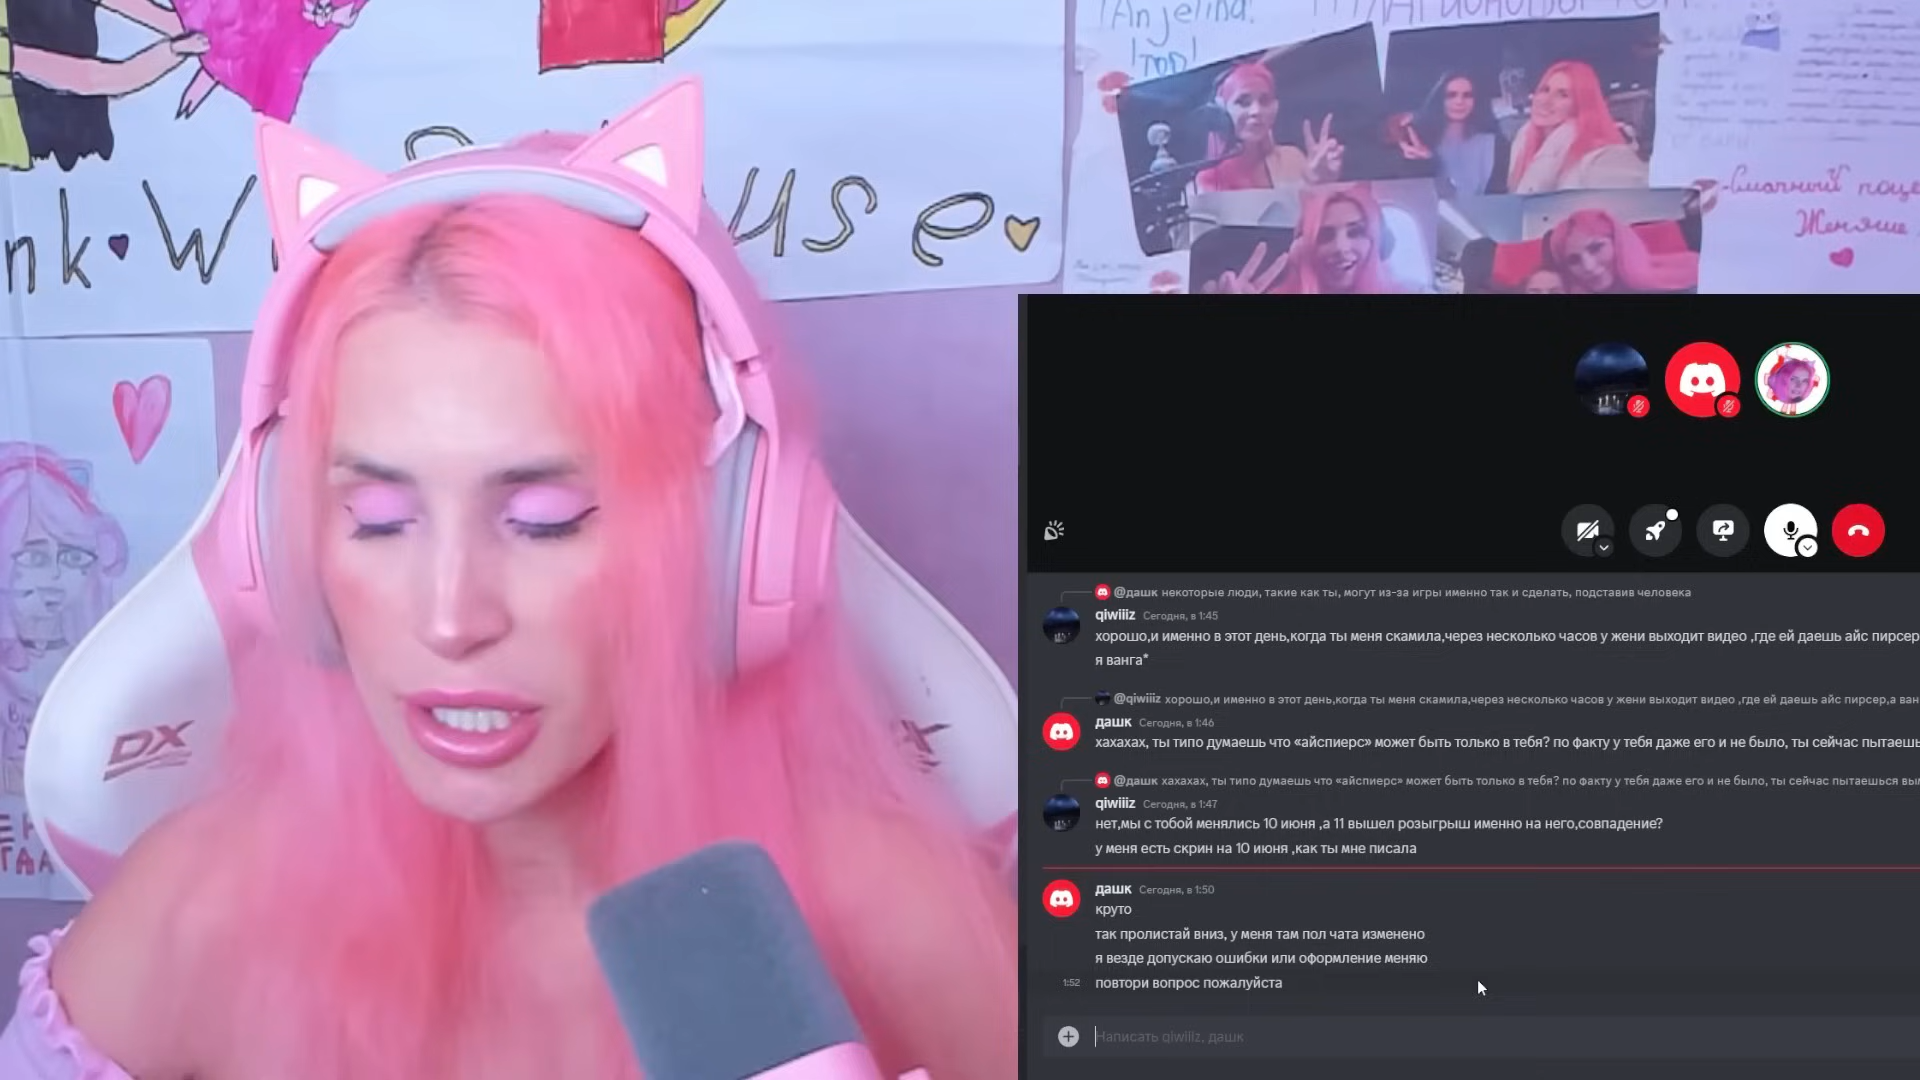 Anjelina!
Тор!
nk W use
-Смачный
Женяше
DX
@дашк некоторые люди, такие как ты, могут из-за игры именно так и сделать, подставив человека
qiwiiiz Сегодня, в 1:45
хорошо,и именно в этот день,когда ты меня скамила,через несколько часов у жени выходит видео ,где ей даешь айс пирсер
я ванга*
@qiwiiiz хорошо,и именно в этот день,когда ты меня скамила,через несколько часов у жени выходит видео ,где ей даешь айс пирсер,а ван
дашк Сегодня, в 1:46
хахахах, ты типо думаешь что «айспиерс» может быть только в тебя? по факту у тебя даже его и не было, ты сейчас пытаешь
@дашк хахахах, ты типо думаешь что «айспиерс» может быть только в тебя? по факту у тебя даже его и не было, ты сейчас пытаешься вы
qiwiiiz Сегодня, в 1:47
нет,мы с тобой менялись 10 июня ,а 11 вышел розыгрыш именно на него,совпадение?
у меня есть скрин на 10 июня ,как ты мне писала
дашк Сегодня, в 1:50
круто
так пролистай вниз, у меня там пол чата изменено
я везде допускаю ошибки или оформление меняю
1:52 повтори вопрос пожалуйста
Написать qiwiiiz, дашк